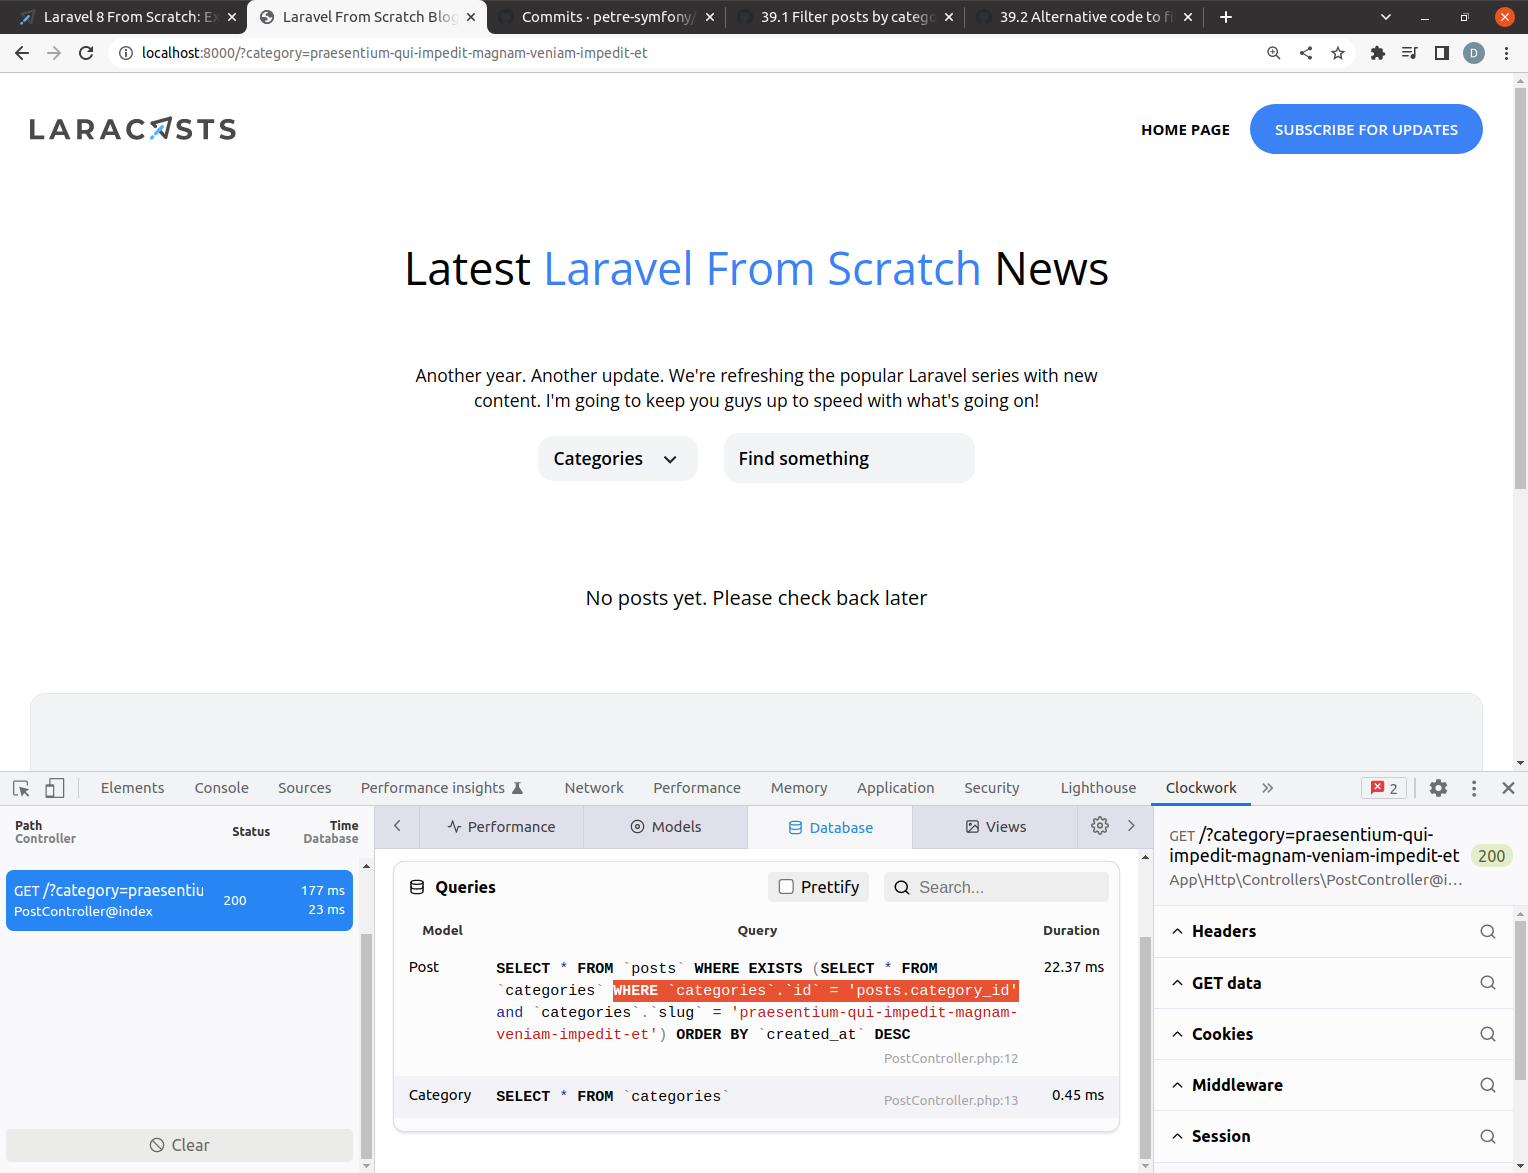 Laravel 8 From Scratch: Ex
Laravel From Scratch Blog
Commits · petre-symfony/
39.1 Filter posts by catego
39.2 Alternative code to fi
localhost:8000/?category=praesentium-qui-impedit-magnam-veniam-impedit-et
D
LARACASTS
HOME PAGE
SUBSCRIBE FOR UPDATES
Latest Laravel From Scratch News
Another year. Another update. We're refreshing the popular Laravel series with new
content. I'm going to keep you guys up to speed with what's going on!
Categories
Find something
No posts yet. Please check back later
Elements Console Sources Performance insights Network Performance Memory Application Security Lighthouse Clockwork
2
Path
Controller
Status
Time
Database
GET /?category=praesentiu
PostController@index
200
177 ms
23 ms
Clear
Performance
Models
Database
Views
Queries
Prettify
Search...
Model Query Duration
Post
SELECT * FROM `posts` WHERE EXISTS (SELECT * FROM
`categories` WHERE `categories`.`id` = 'posts.category_id'
and `categories`.`slug` = 'praesentium-qui-impedit-magnam-
veniam-impedit-et') ORDER BY `created_at` DESC
PostController.php:12
22.37 ms
Category
SELECT * FROM `categories`
PostController.php:13
0.45 ms
GET /?category=praesentium-qui-
impedit-magnam-veniam-impedit-et
200
App\Http\Controllers\PostController@i...
Headers
GET data
Cookies
Middleware
Session